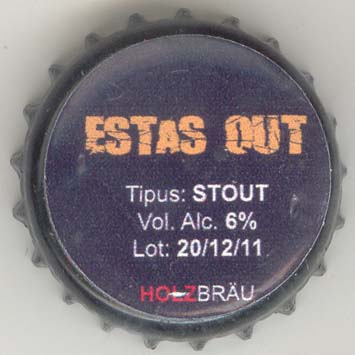 ESTAS OUT
Tipus: STOUT
Vol. Alc. 6%
Lot: 20/12/11
HOLZBRÄU